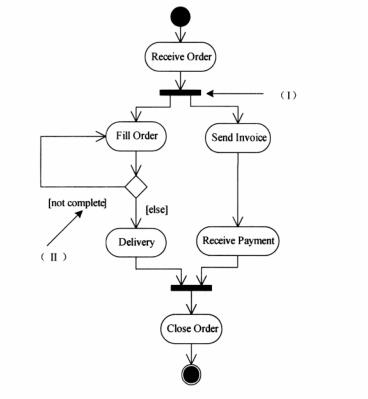 Receive Order
（Ⅰ）
Fill Order
Send Invoice
[not complete]
[else]
（Ⅱ）
Delivery
Receive Payment
Close Order